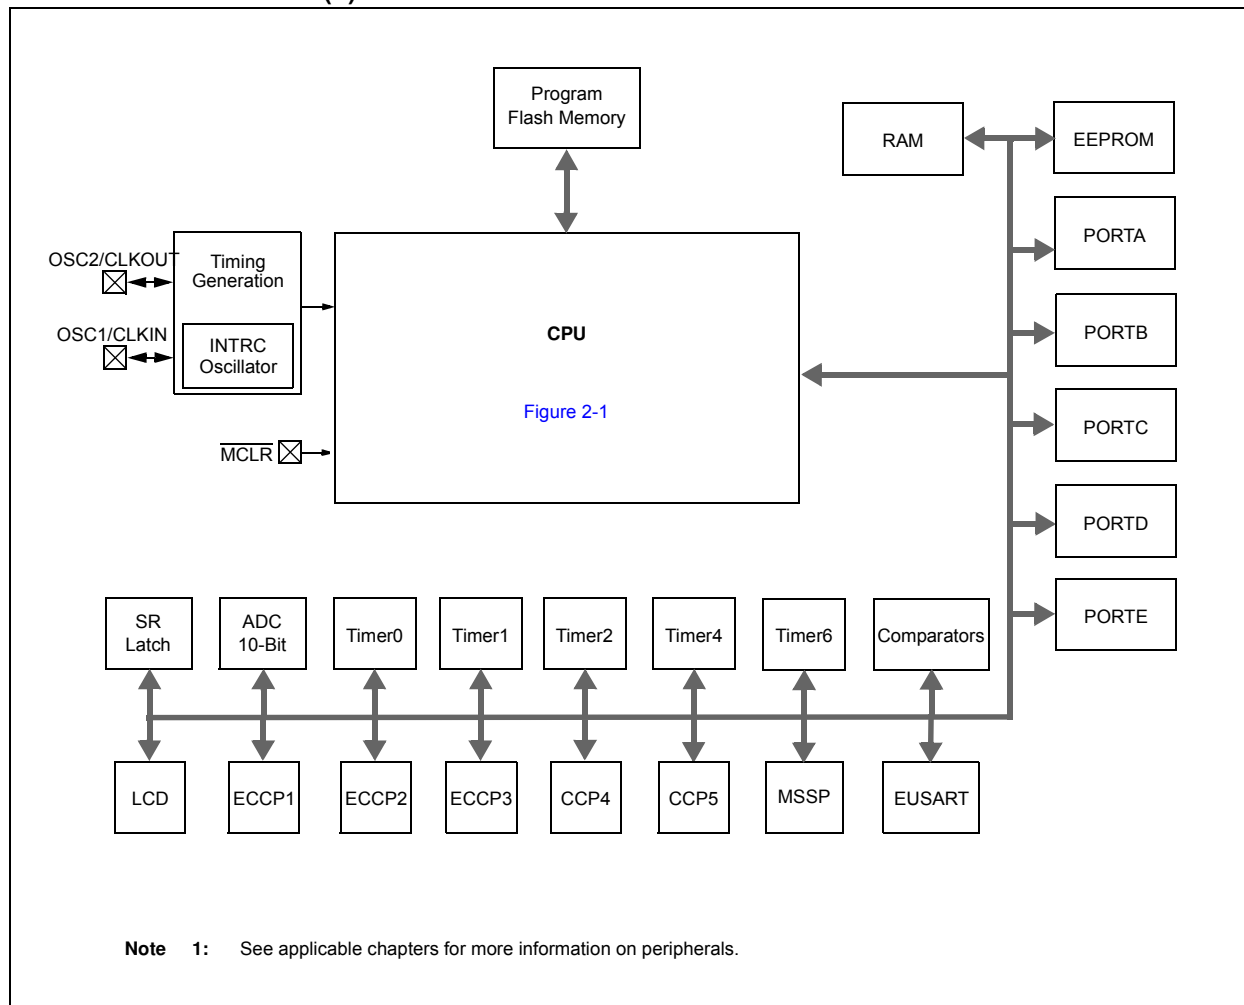 Program
Flash Memory
RAM
EEPROM
PORTA
OSC2/CLKOUT
Timing
Generation
OSC1/CLKIN
INTRC
Oscillator
CPU
PORTB
Figure 2-1
PORTC
MCLR
PORTD
SR
Latch
ADC
10-Bit
Timer0
Timer1
Timer2
Timer4
Timer6
Comparators
PORTE
LCD
ECCP1
ECCP2
ECCP3
CCP4
CCP5
MSSP
EUSART
Note 1: See applicable chapters for more information on peripherals.